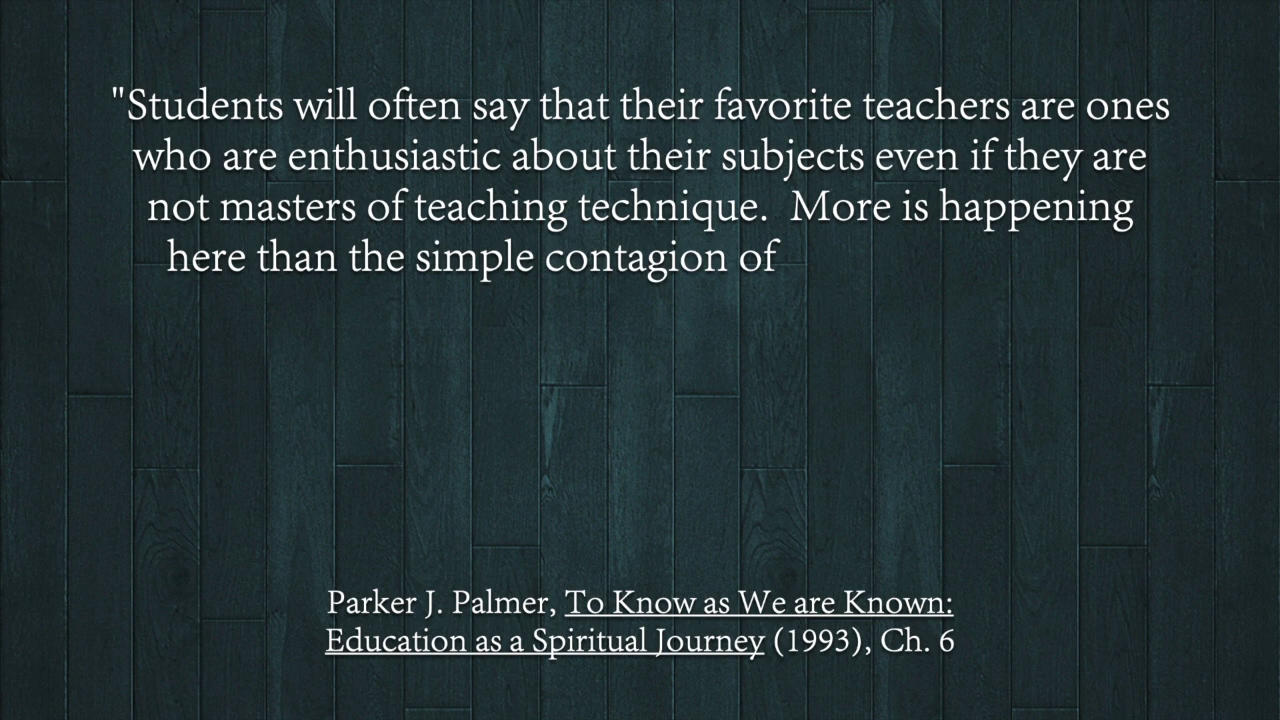 "Students will often say that their favorite teachers are ones
who are enthusiastic about their subjects even if they are
not masters of teaching technique.  More is happening
here than the simple contagion of
Parker J. Palmer, To Know as We are Known:
Education as a Spiritual Journey (1993), Ch. 6